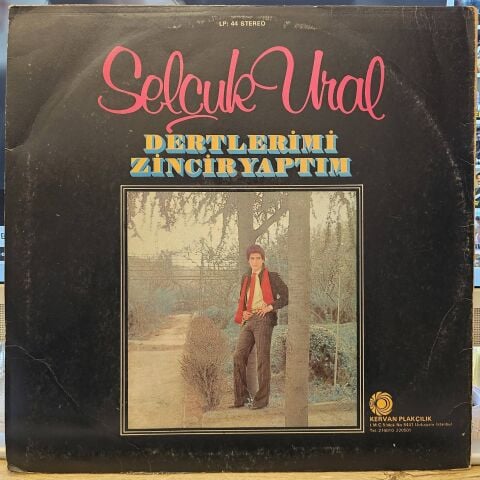 LP: 44 STEREO
Selçuk Ural
DERTLERİMİ
ZİNCİR YAPTIM
KERVAN PLAKÇILIK